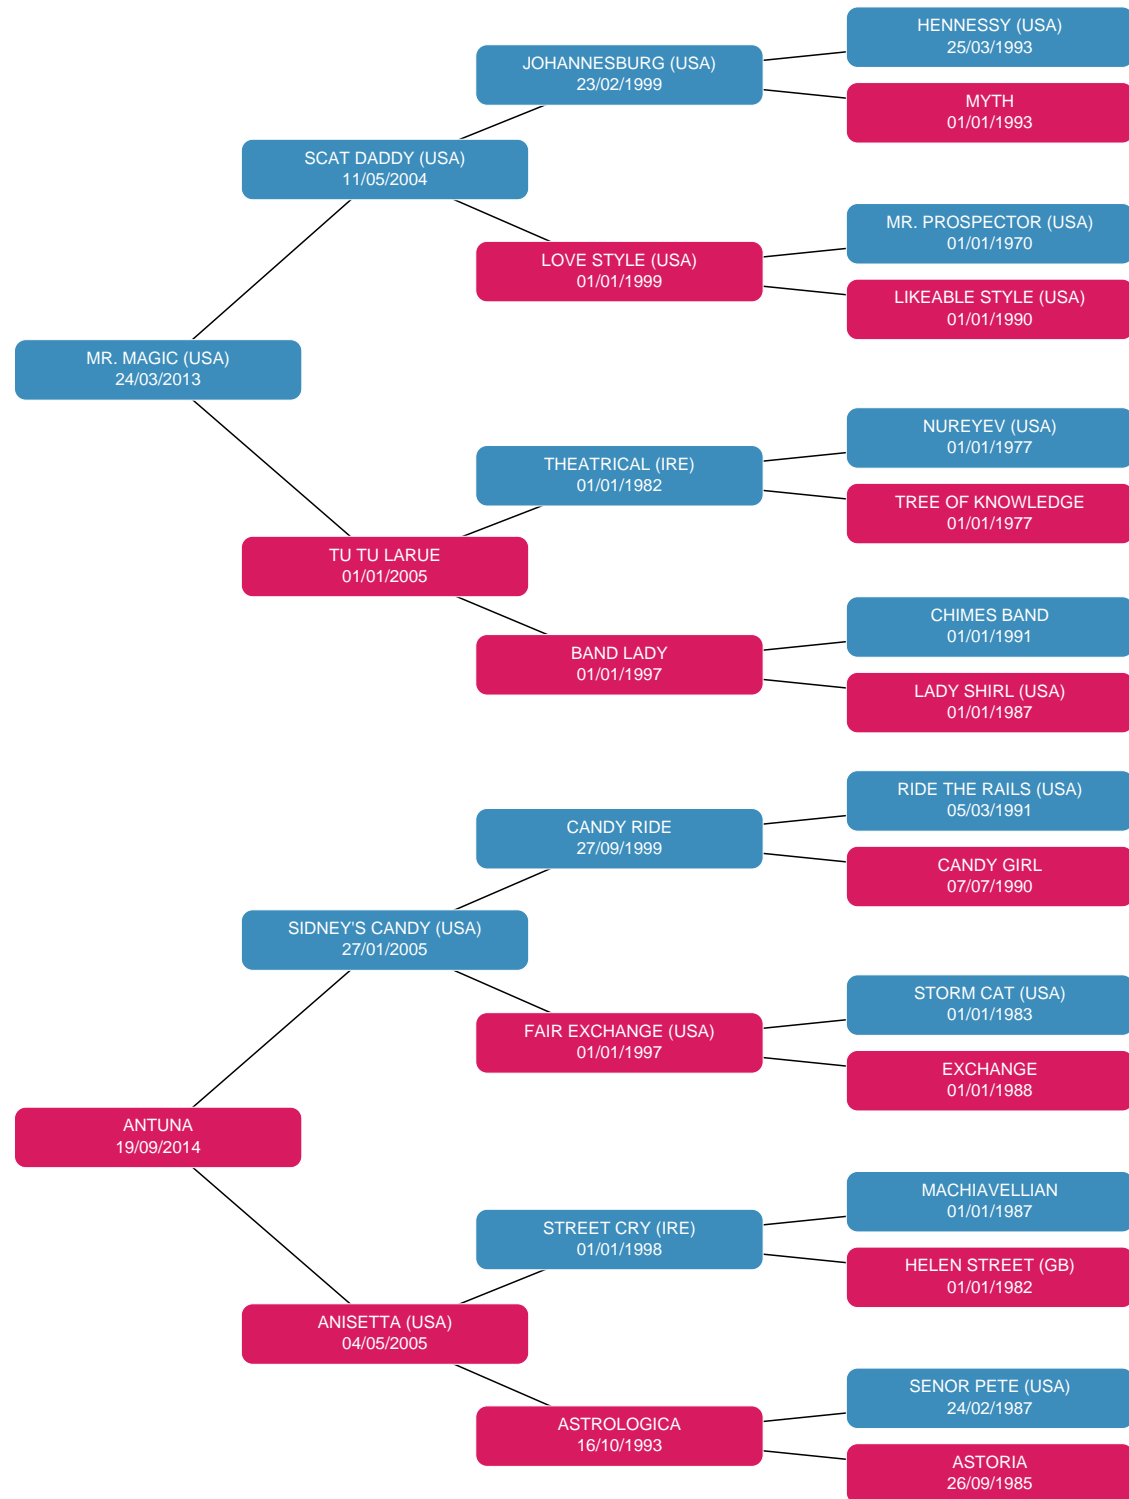 HENNESSY (USA)
25/03/1993
JOHANNESBURG (USA)
23/02/1999
MYTH
01/01/1993
SCAT DADDY (USA)
11/05/2004
MR. PROSPECTOR (USA)
01/01/1970
LOVE STYLE (USA)
01/01/1999
LIKEABLE STYLE (USA)
01/01/1990
MR. MAGIC (USA)
24/03/2013
NUREYEV (USA)
01/01/1977
THEATRICAL (IRE)
01/01/1982
TREE OF KNOWLEDGE
01/01/1977
TU TU LARUE
01/01/2005
CHIMES BAND
01/01/1991
BAND LADY
01/01/1997
LADY SHIRL (USA)
01/01/1987
RIDE THE RAILS (USA)
05/03/1991
CANDY RIDE
27/09/1999
CANDY GIRL
07/07/1990
SIDNEY'S CANDY (USA)
27/01/2005
STORM CAT (USA)
01/01/1983
FAIR EXCHANGE (USA)
01/01/1997
EXCHANGE
01/01/1988
ANTUNA
19/09/2014
MACHIAVELLIAN
01/01/1987
STREET CRY (IRE)
01/01/1998
HELEN STREET (GB)
01/01/1982
ANISETTA (USA)
04/05/2005
SENOR PETE (USA)
24/02/1987
ASTROLOGICA
16/10/1993
ASTORIA
26/09/1985